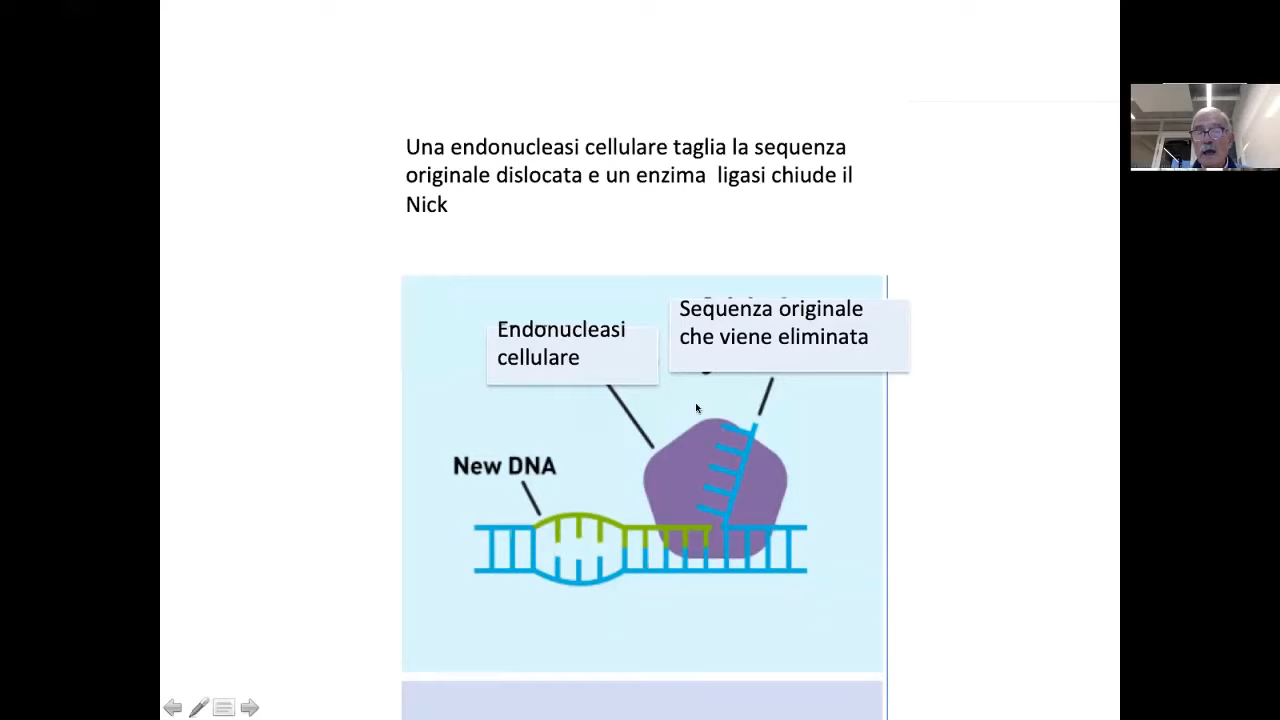 Una endonucleasi cellulare taglia la sequenza
originale dislocata e un enzima ligasi chiude il
Nick
Endonucleasi
cellulare
Sequenza originale
che viene eliminata
New DNA